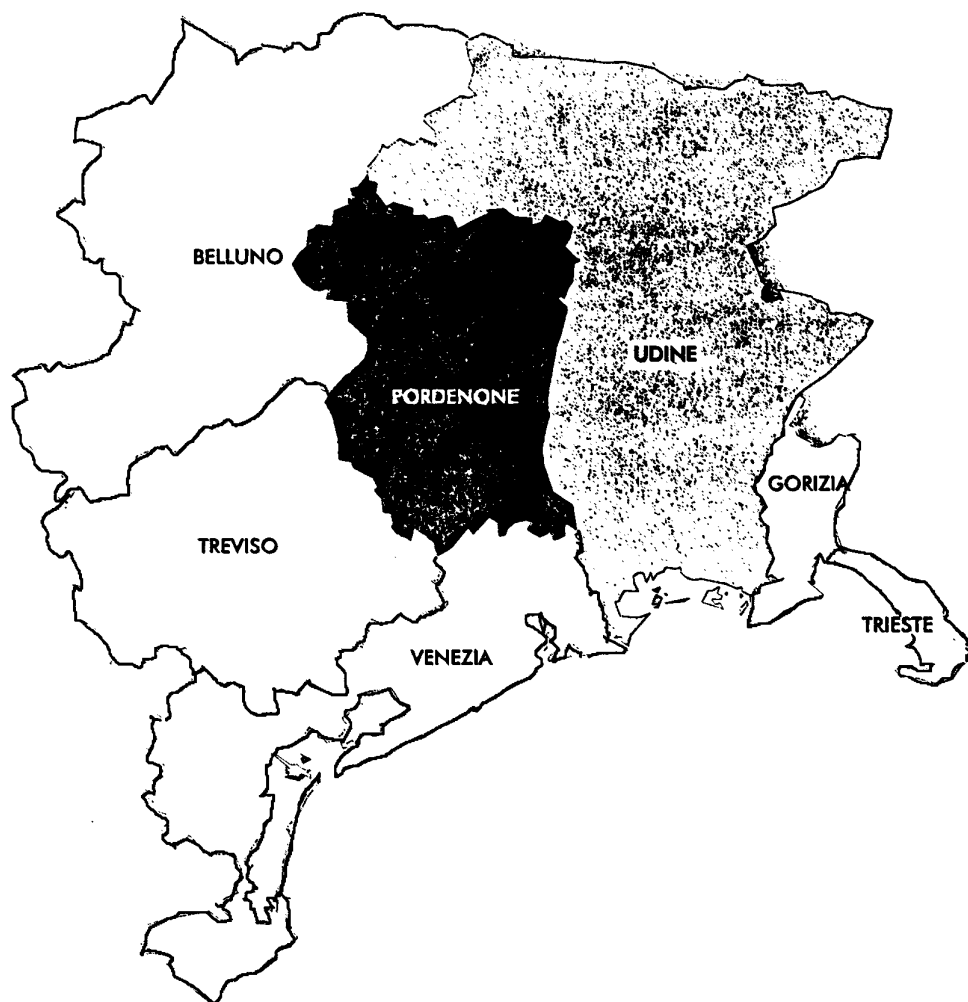 BELLUNO
UDINE
PORDENONE
GORIZIA
TREVISO
TRIESTE
VENEZIA